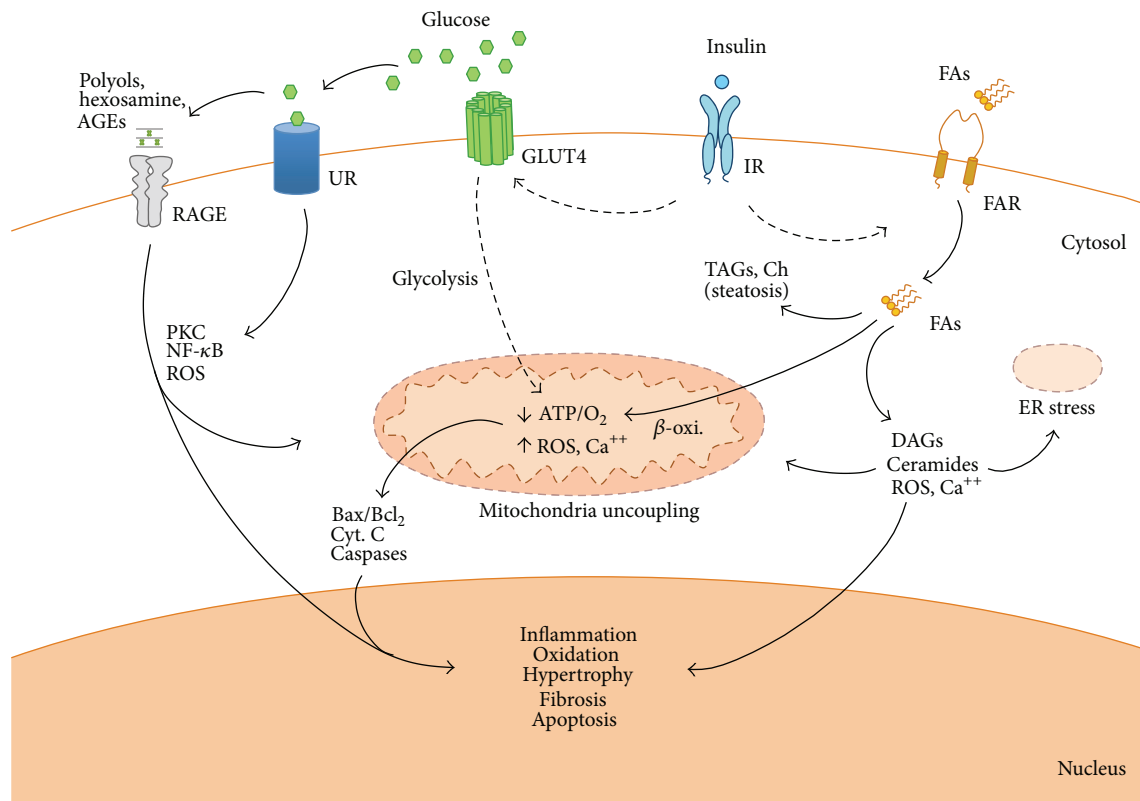 Glucose
Insulin
FAs
Polyols,
hexosamine,
AGEs
GLUT4
UR
IR
RAGE
FAR
Cytosol
Glycolysis
TAGs, Ch
(steatosis)
FAs
PKC
NF-κB
ROS
ER stress
↓ ATP/O₂
β-oxi.
↑ ROS, Ca⁺⁺
DAGs
Ceramides
ROS, Ca⁺⁺
Mitochondria uncoupling
Bax/Bcl₂
Cyt. C
Caspases
Inflammation
Oxidation
Hypertrophy
Fibrosis
Apoptosis
Nucleus